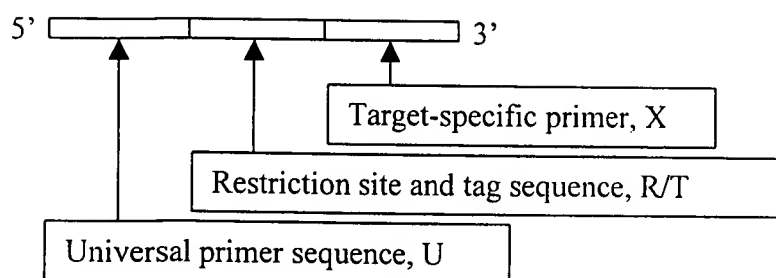 5’ 3’
Target-specific primer, X
Restriction site and tag sequence, R/T
Universal primer sequence, U